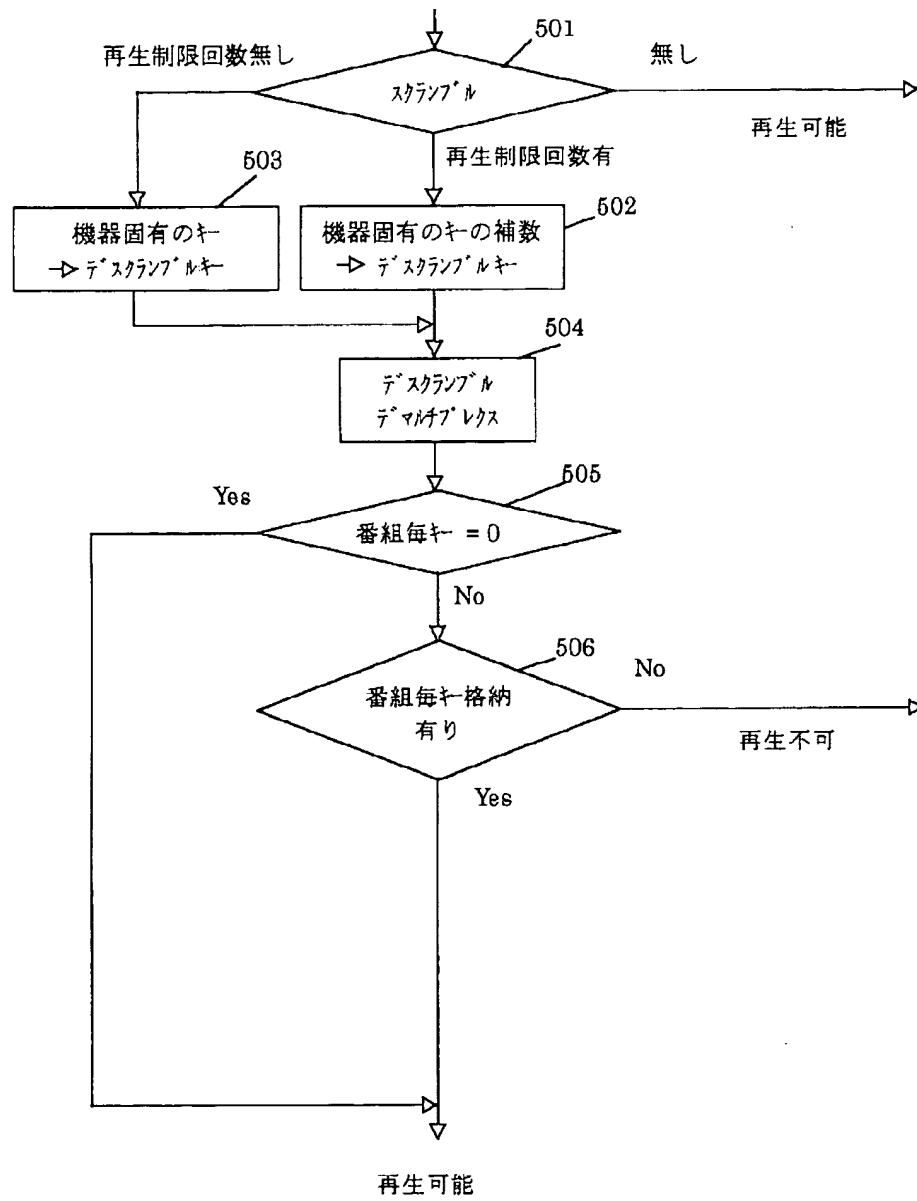 501
再生制限回数無し
無し
スクランブル
再生可能
再生制限回数有
503
502
機器固有のキー
→デスクランブルキー
機器固有のキーの補数
→デスクランブルキー
504
デスクランブル
デマルチプレクス
505
Yes
番組毎キー = 0
No
506
No
番組毎キー格納
有り
再生不可
Yes
再生可能